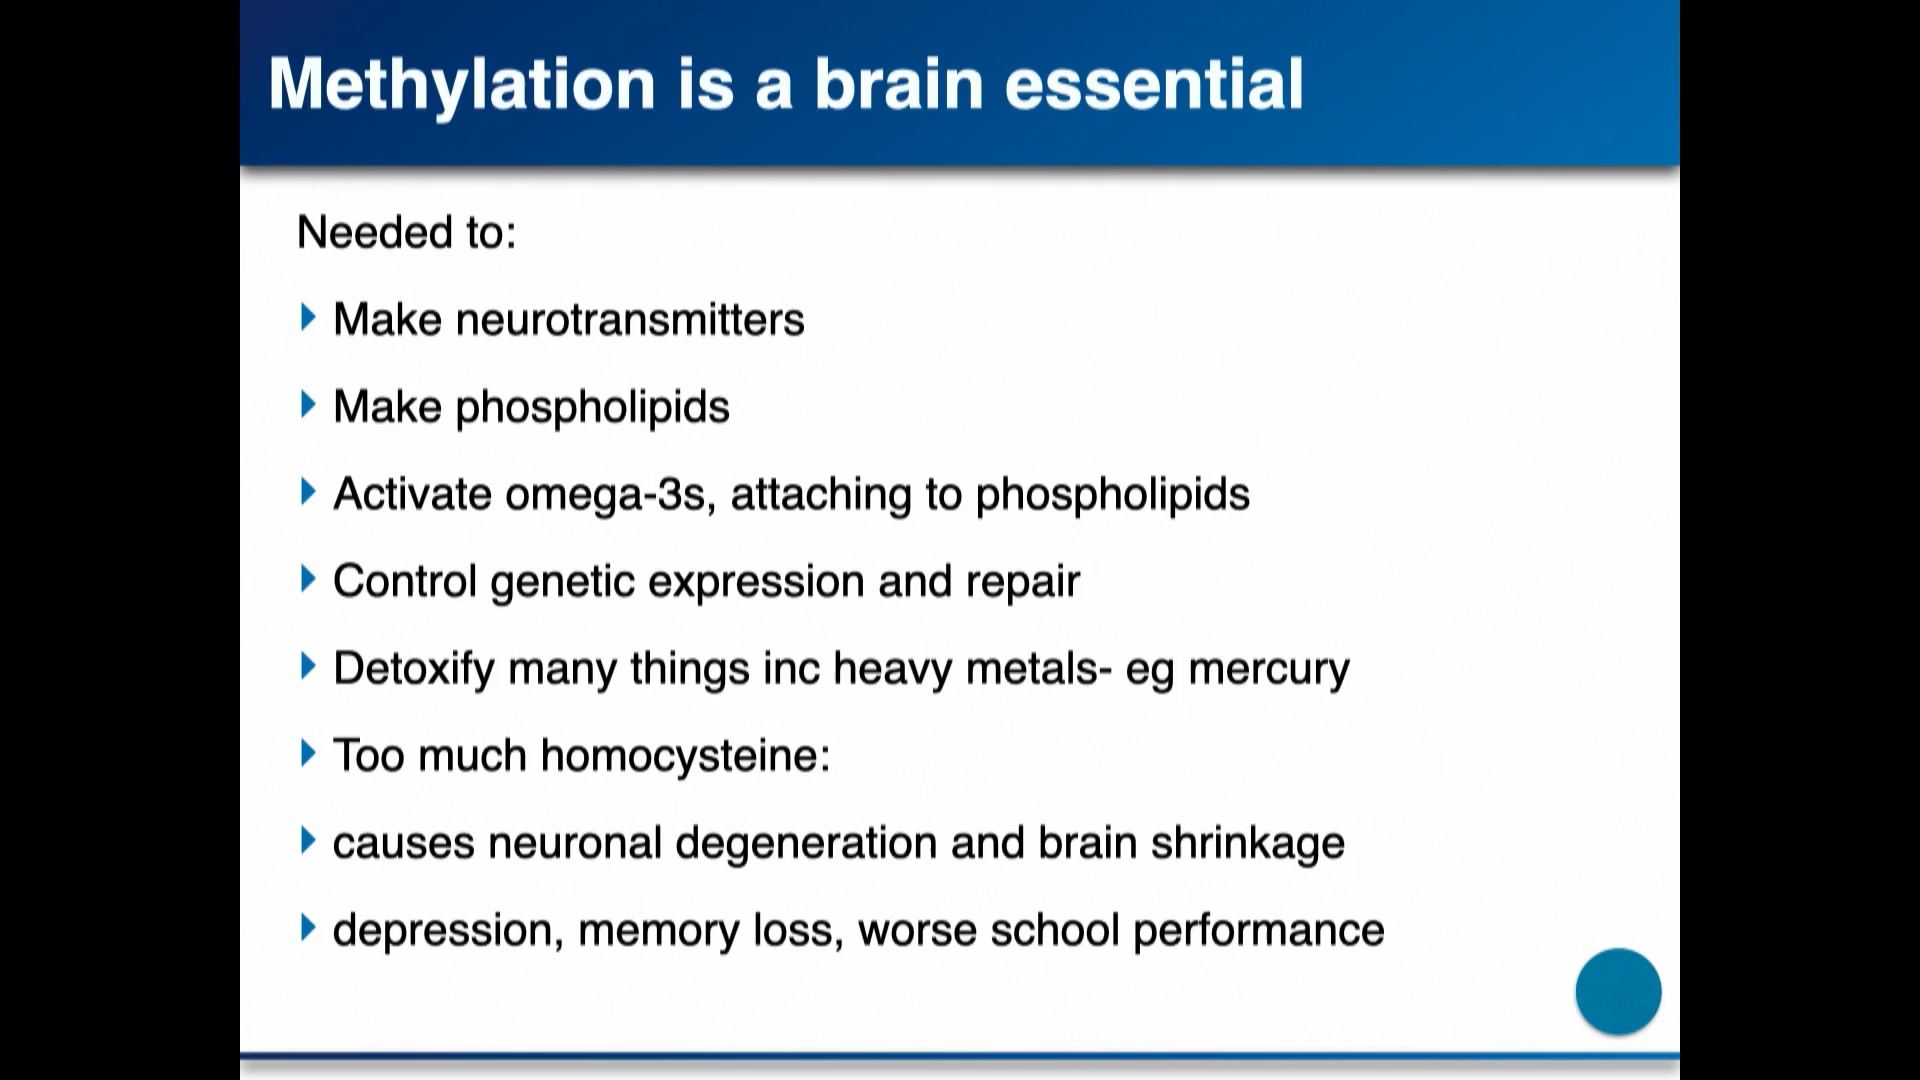 Methylation is a brain essential
Needed to:
Make neurotransmitters
Make phospholipids
Activate omega-3s, attaching to phospholipids
Control genetic expression and repair
Detoxify many things inc heavy metals- eg mercury
Too much homocysteine:
causes neuronal degeneration and brain shrinkage
depression, memory loss, worse school performance